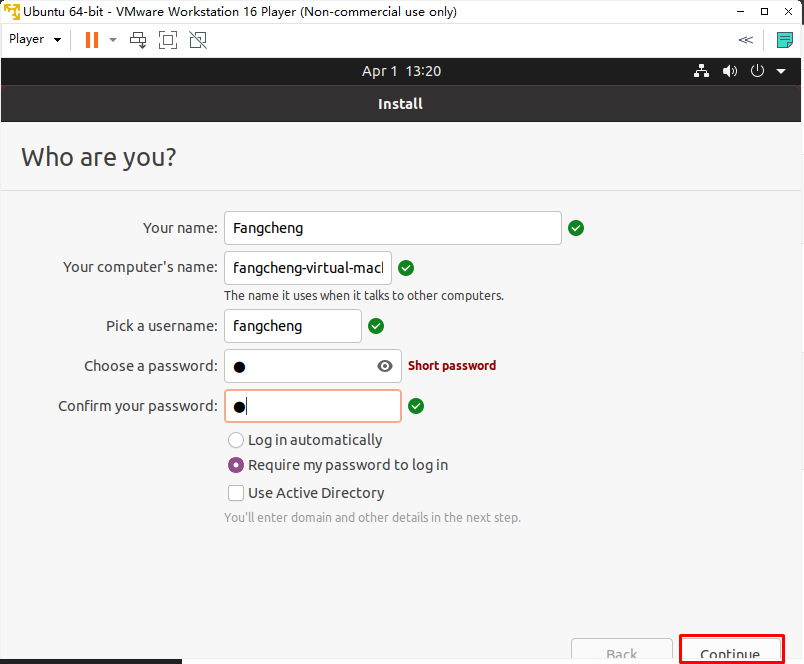 Ubuntu 64-bit - VMware Workstation 16 Player (Non-commercial use only)
Player
Apr 1 13:20
Install
Who are you?
Your name: Fangcheng
Your computer's name: fangcheng-virtual-macl
The name it uses when it talks to other computers.
Pick a username: fangcheng
Choose a password: ● Short password
Confirm your password: ●
Log in automatically
Require my password to log in
Use Active Directory
You'll enter domain and other details in the next step.
Back Continue